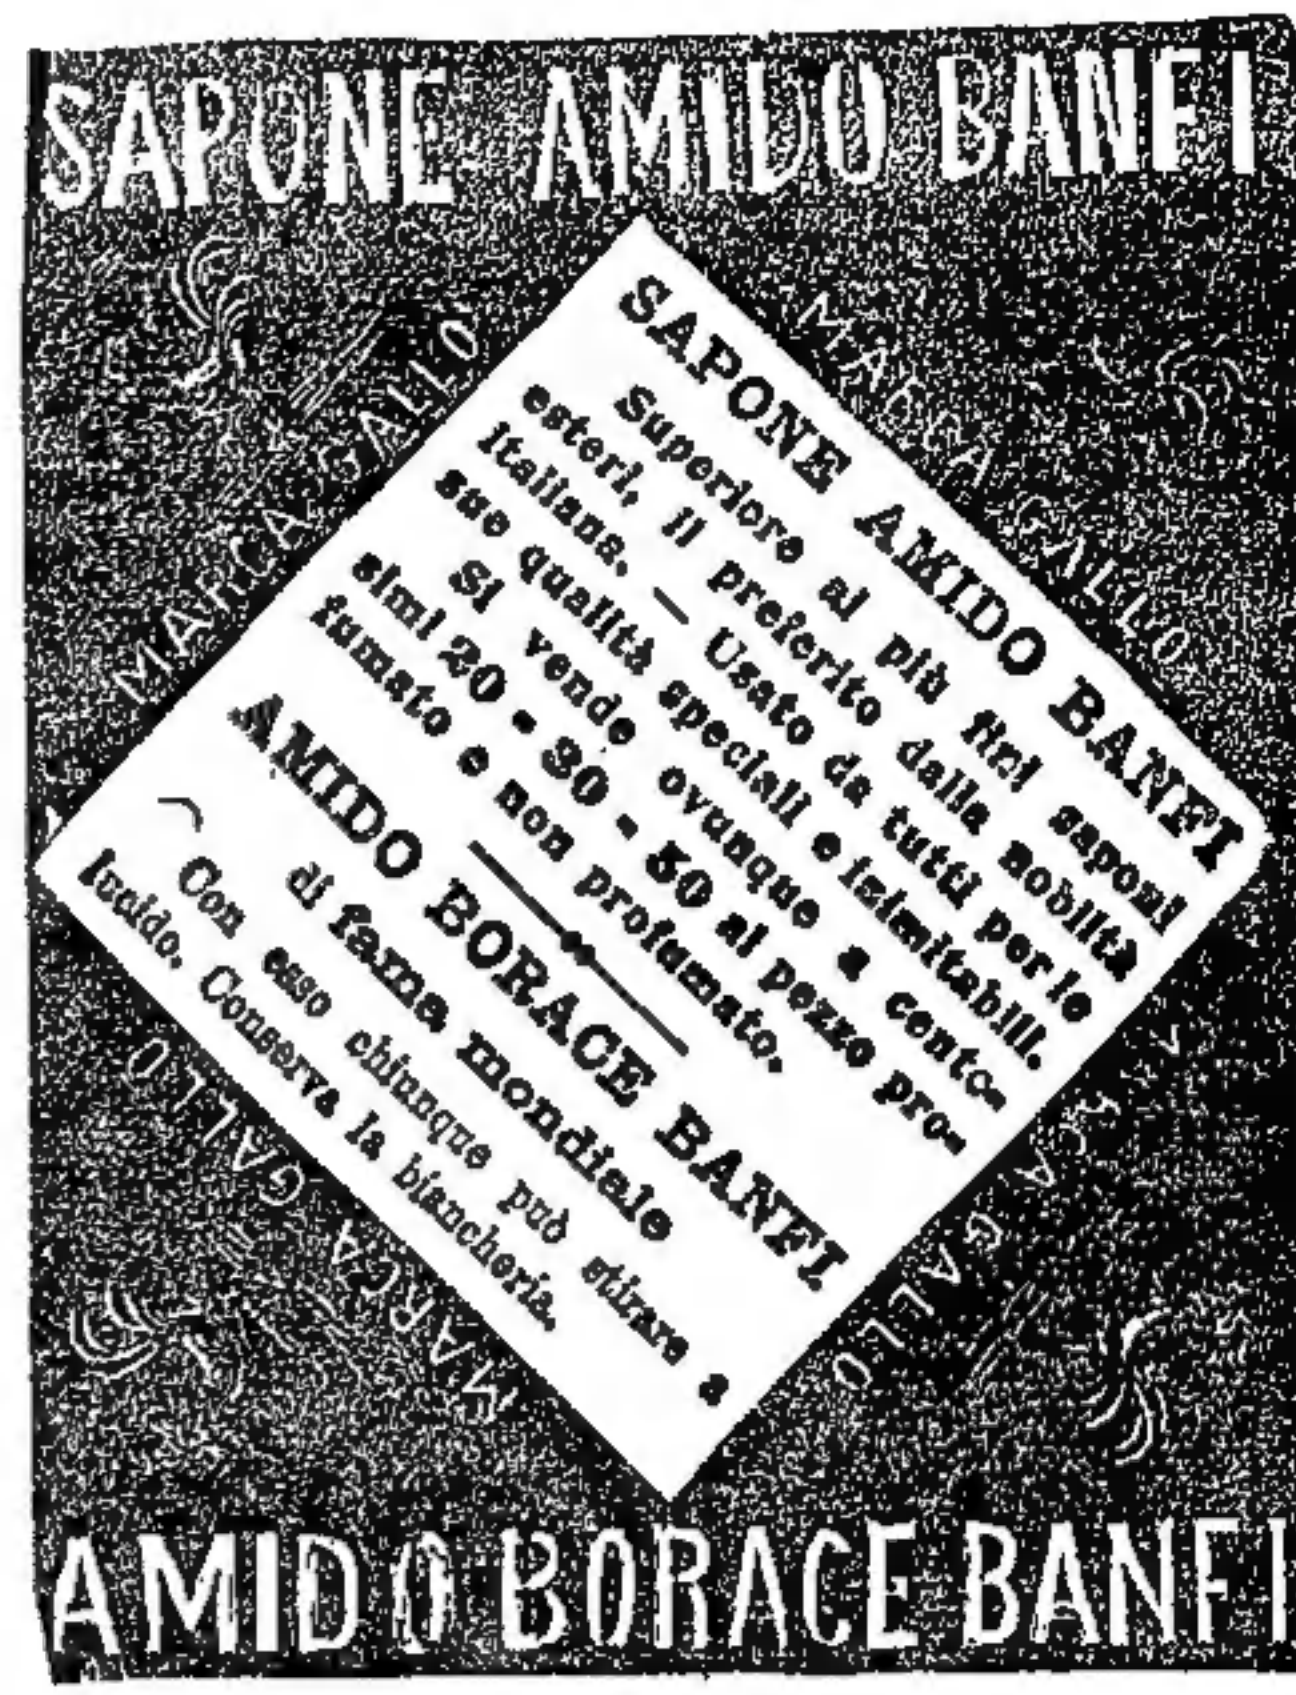 SAPONE AMIDO BANFI
MARCA GALLO
MARCA GALLO
SAPONE AMIDO BANFI
Superiore ai più fini saponi
esteri, il preferito dalla nobiltà
italiana. — Usato da tutti per le
sue qualità speciali e inimitabili.
Si vende ovunque a cente-
simi 20 - 30 - 50 al pezzo pro-
fumato e non profumato.
AMIDO BORACE BANFI
di fama mondiale
Con esso chiunque può stirare a
lucido. Conserva la biancheria.
MARCA GALLO
MARCA GALLO
AMIDO BORACE BANFI